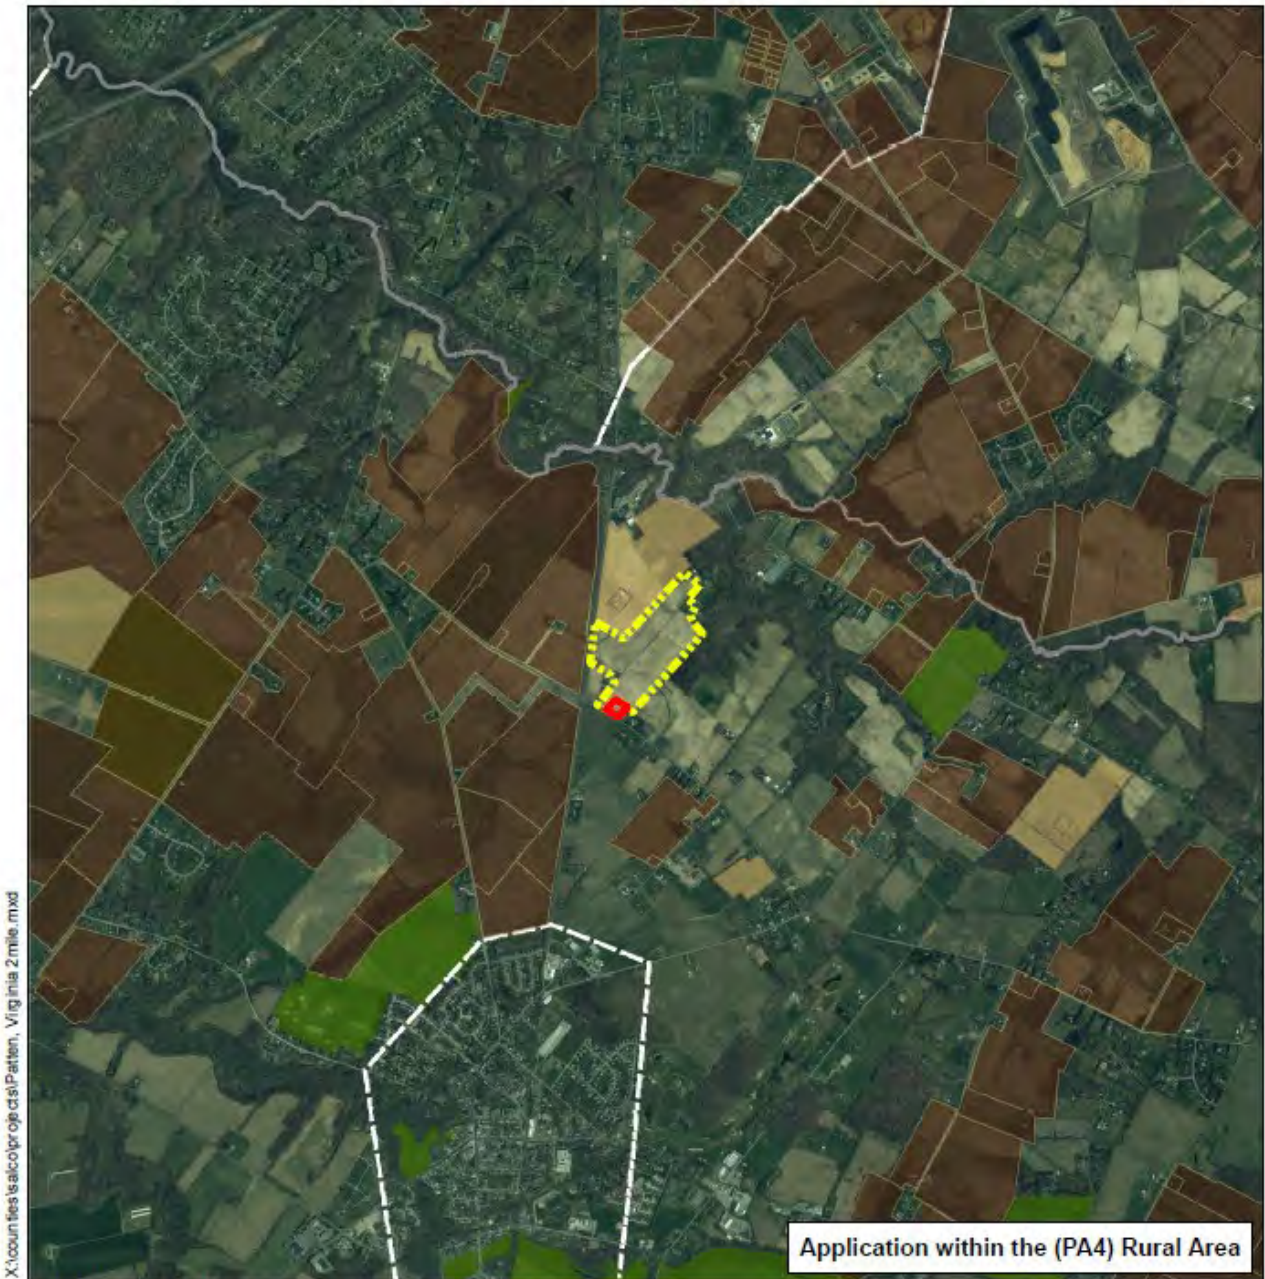 X:\counties\salco\projects\Patten, Virginia 2mile.mxd
Application within the (PA4) Rural Area